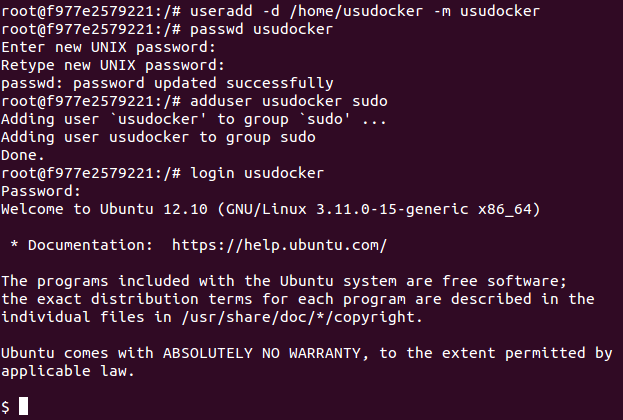 root@f977e2579221:/# useradd -d /home/usudocker -m usudocker
root@f977e2579221:/# passwd usudocker
Enter new UNIX password:
Retype new UNIX password:
passwd: password updated successfully
root@f977e2579221:/# adduser usudocker sudo
Adding user `usudocker' to group `sudo' ...
Adding user usudocker to group sudo
Done.
root@f977e2579221:/# login usudocker
Password:
Welcome to Ubuntu 12.10 (GNU/Linux 3.11.0-15-generic x86_64)
* Documentation:  https://help.ubuntu.com/
The programs included with the Ubuntu system are free software;
the exact distribution terms for each program are described in the
individual files in /usr/share/doc/*/copyright.
Ubuntu comes with ABSOLUTELY NO WARRANTY, to the extent permitted by
applicable law.
$